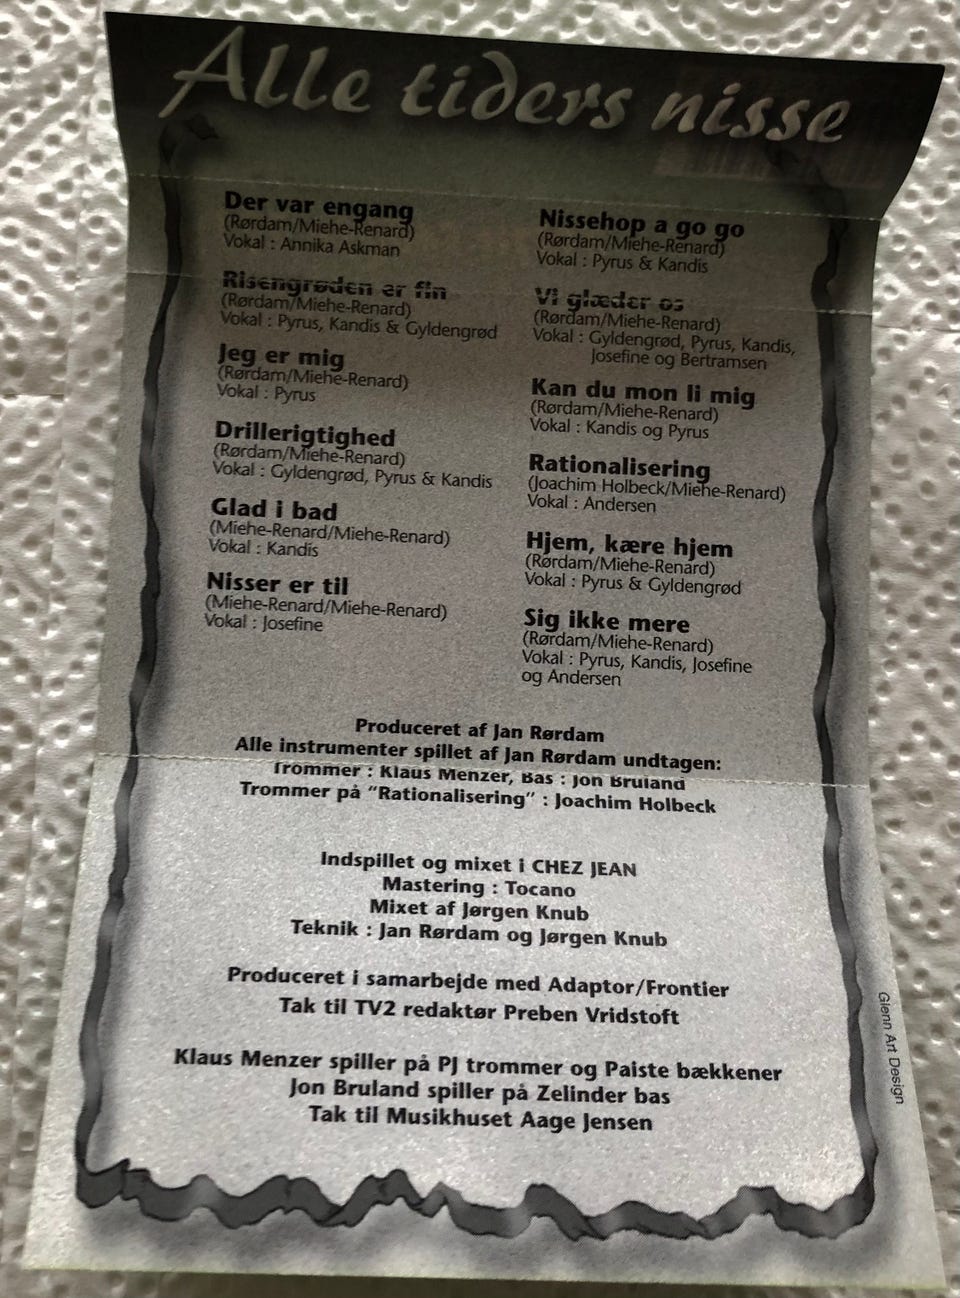 Alle tiders nisse
Der var engang
(Rørdam/Miehe-Renard)
Vokal : Annika Askman
Risengrøden er fin
(Rørdam/Miehe-Renard)
Vokal : Pyrus, Kandis & Gyldengrød
Jeg er mig
(Rørdam/Miehe-Renard)
Vokal : Pyrus
Drillerigtighed
(Rørdam/Miehe-Renard)
Vokal : Gyldengrød, Pyrus & Kandis
Glad i bad
(Miehe-Renard/Miehe-Renard)
Vokal : Kandis
Nisser er til
(Miehe-Renard/Miehe-Renard)
Vokal : Josefine
Nissehop a go go
(Rørdam/Miehe-Renard)
Vokal : Pyrus & Kandis
Vi glæder os
(Rørdam/Miehe-Renard)
Vokal : Gyldengrød, Pyrus, Kandis,
Josefine og Bertramsen
Kan du mon li mig
(Rørdam/Miehe-Renard)
Vokal : Kandis og Pyrus
Rationalisering
(Joachim Holbeck/Miehe-Renard)
Vokal : Andersen
Hjem, kære hjem
(Rørdam/Miehe-Renard)
Vokal : Pyrus & Gyldengrød
Sig ikke mere
(Rørdam/Miehe-Renard)
Vokal : Pyrus, Kandis, Josefine
og Andersen
Produceret af Jan Rørdam
Alle instrumenter spillet af Jan Rørdam undtagen:
Trommer : Klaus Menzer, Bas : Jon Bruland
Trommer på "Rationalisering" : Joachim Holbeck
Indspillet og mixet i CHEZ JEAN
Mastering : Tocano
Mixet af Jørgen Knub
Teknik : Jan Rørdam og Jørgen Knub
Produceret i samarbejde med Adaptor/Frontier
Tak til TV2 redaktør Preben Vridstoft
Klaus Menzer spiller på PJ trommer og Paiste bækkener
Jon Bruland spiller på Zelinder bas
Tak til Musikhuset Aage Jensen
Glenn Art Design